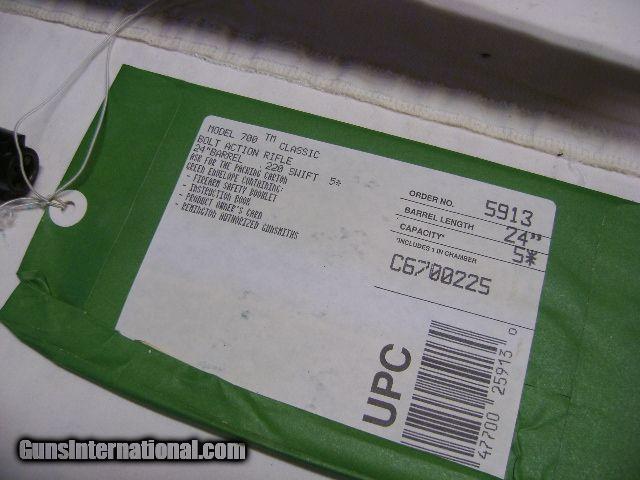 MODEL 700 TM CLASSIC
BOLT ACTION RIFLE
24"BARREL 220 SWIFT 5*
ASK FOR THE PACKING CARTON
GREEN ENVELOPE CONTAINING:
- FIREARM SAFETY BOOKLET
- INSTRUCTION BOOK
- PRODUCT OWNER'S CARD
- REMINGTON AUTHORIZED GUNSMITHS
ORDER NO. 5913
BARREL LENGTH 24"
CAPACITY* 5*
*INCLUDES 1 IN CHAMBER
C6700225
UPC
47700 25913 0
GunsInternational.com